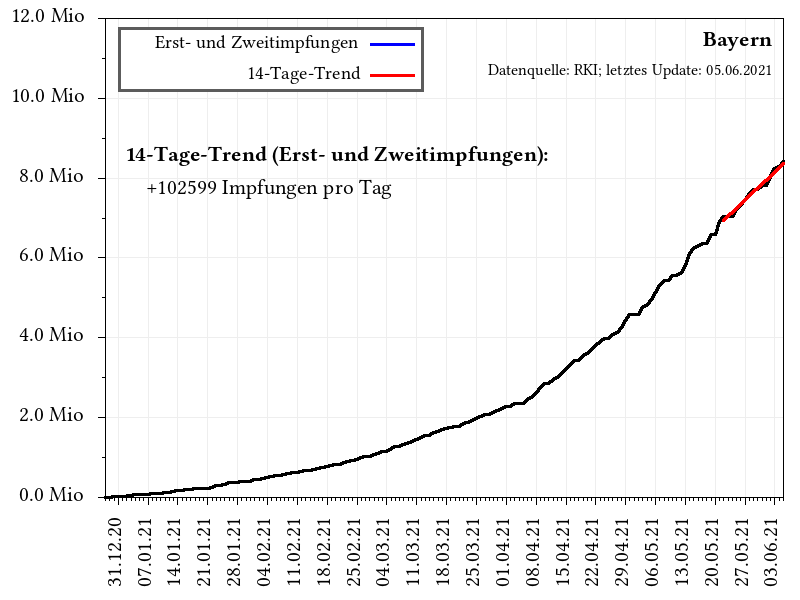 12.0 Mio
10.0 Mio
8.0 Mio
6.0 Mio
4.0 Mio
2.0 Mio
0.0 Mio
Erst- und Zweitimpfungen
14-Tage-Trend
Bayern
Datenquelle: RKI; letztes Update: 05.06.2021
14-Tage-Trend (Erst- und Zweitimpfungen):
+102599 Impfungen pro Tag
31.12.20
07.01.21
14.01.21
21.01.21
28.01.21
04.02.21
11.02.21
18.02.21
25.02.21
04.03.21
11.03.21
18.03.21
25.03.21
01.04.21
08.04.21
15.04.21
22.04.21
29.04.21
06.05.21
13.05.21
20.05.21
27.05.21
03.06.21